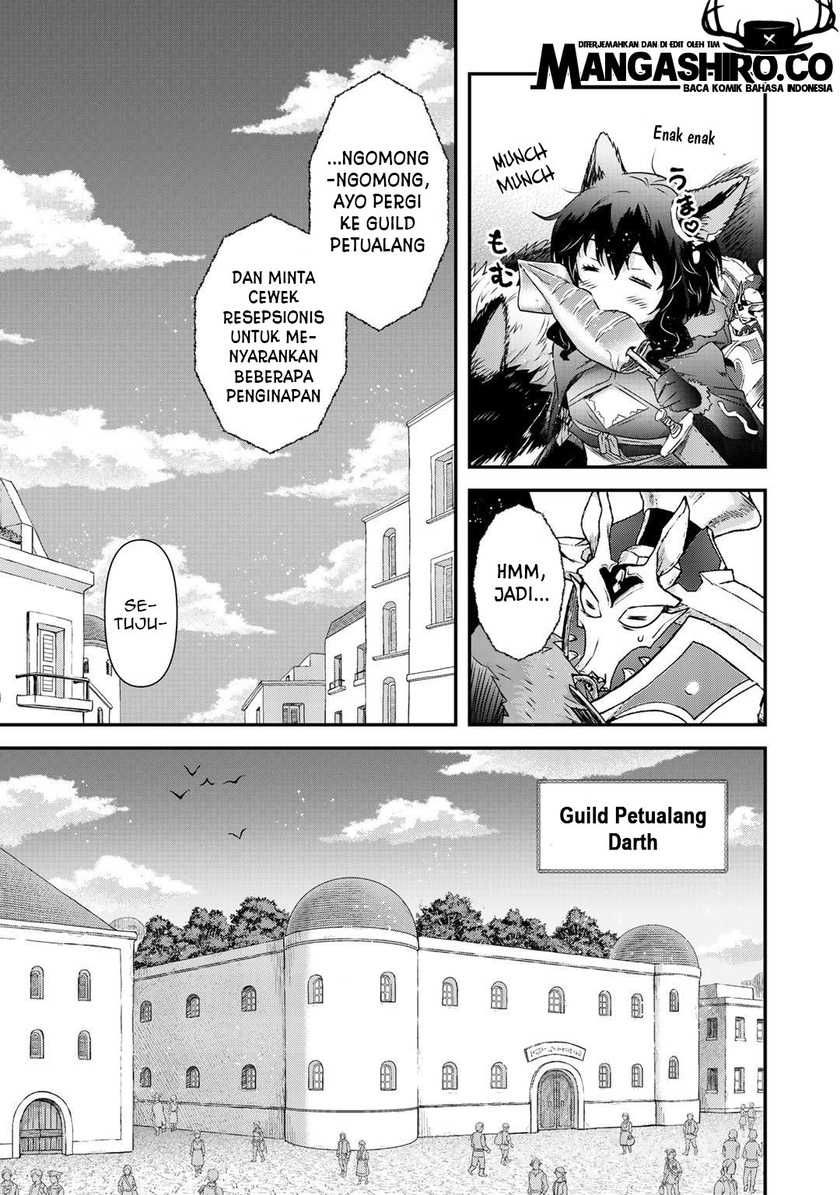 DITERJEMAHKAN DAN DI EDIT OLEH TIM
MANGASHIRO.CO
BACA KOMIK BAHASA INDONESIA
Enak enak
MUNCH
MUNCH
うま♡
もむ
HMM,
JADI...
...NGOMONG
-NGOMONG,
AYO PERGI
KE GUILD
PETUALANG
DAN MINTA
CEWEK
RESEPSIONIS
UNTUK ME-
NYARANKAN
BEBERAPA
PENGINAPAN
SE-
TUJU-
Guild Petualang
Darth